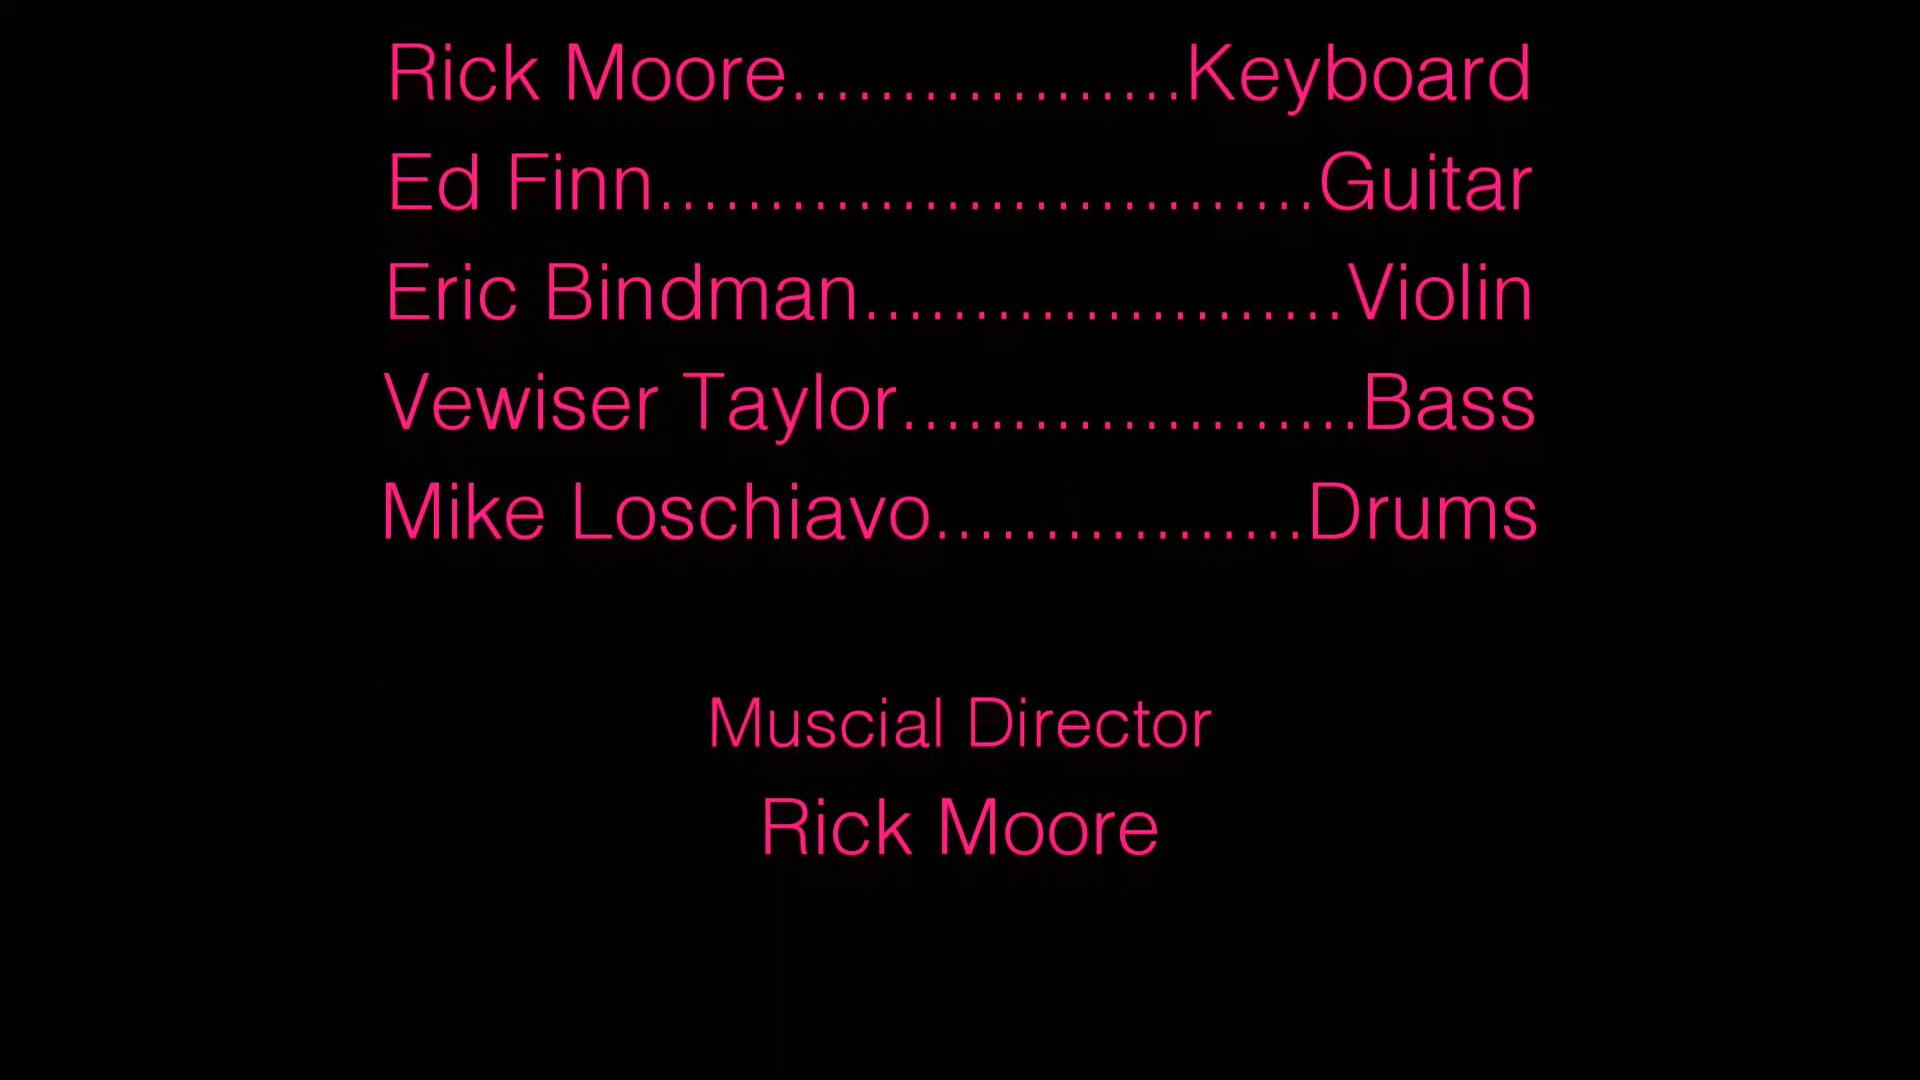 Rick Moore..................Keyboard
Ed Finn..............................Guitar
Eric Bindman......................Violin
Vewiser Taylor.....................Bass
Mike Loschiavo.................Drums
Muscial Director
Rick Moore